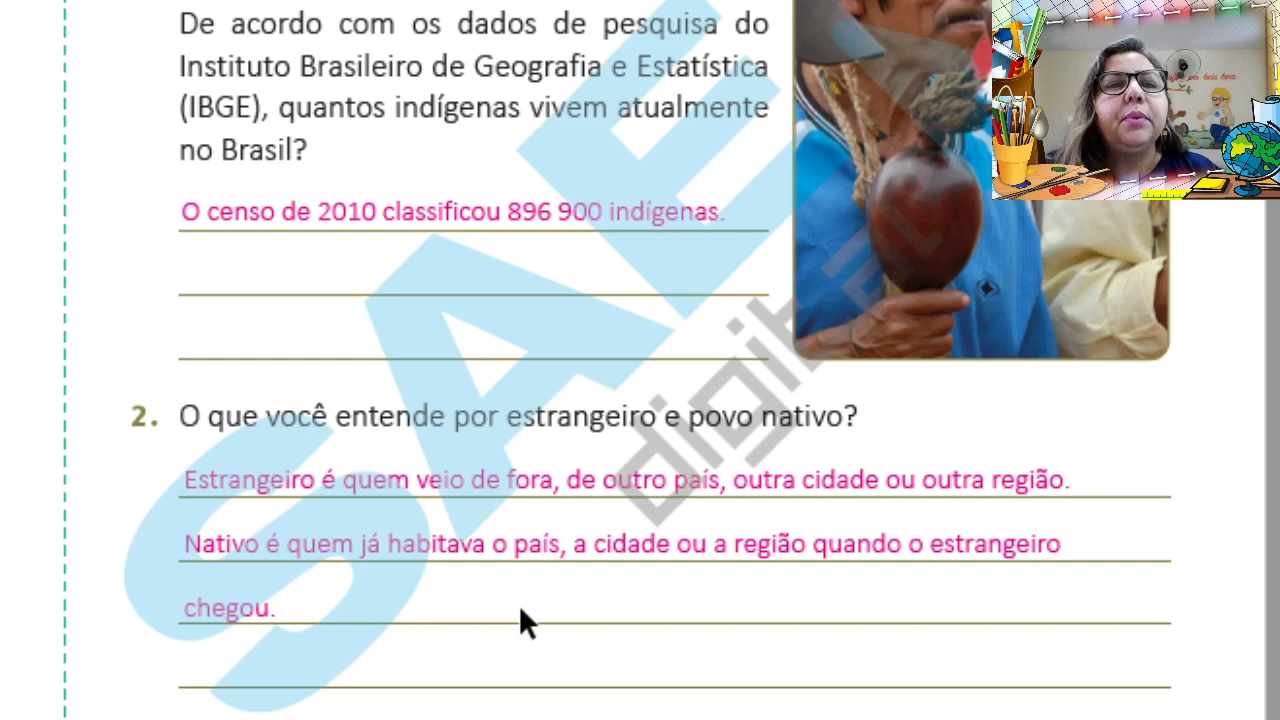 De acordo com os dados de pesquisa do
Instituto Brasileiro de Geografia e Estatística
(IBGE), quantos indígenas vivem atualmente
no Brasil?
O censo de 2010 classificou 896 900 indígenas.
2. O que você entende por estrangeiro e povo nativo?
Estrangeiro é quem veio de fora, de outro país, outra cidade ou outra região.
Nativo é quem já habitava o país, a cidade ou a região quando o estrangeiro
chegou.
SAE
digital